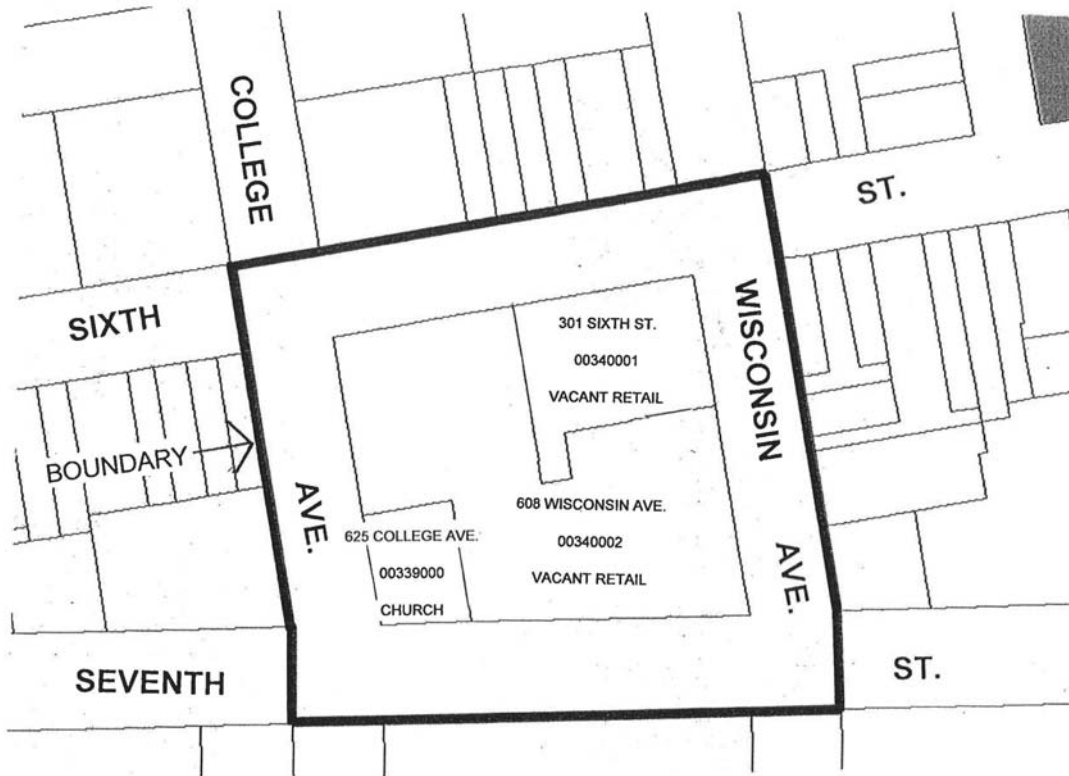 COLLEGE
ST.
SIXTH
301 SIXTH ST.
00340001
VACANT RETAIL
WISCONSIN
BOUNDARY
AVE.
608 WISCONSIN AVE.
00340002
VACANT RETAIL
625 COLLEGE AVE.
00339000
CHURCH
AVE.
SEVENTH
ST.